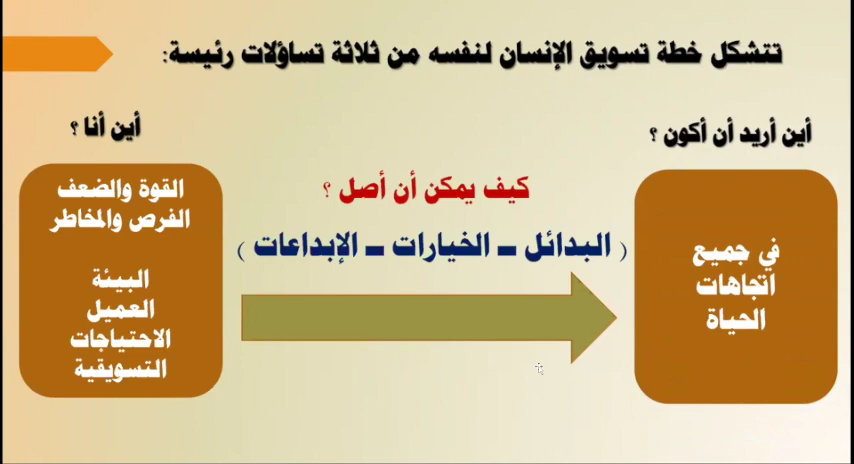 تتشكل خطة تسويق الإنسان لنفسه من ثلاثة تساؤلات رئيسة:
أين أريد أن أكون ؟
في جميع
اتجاهات
الحياة
كيف يمكن أن أصل ؟
( البدائل – الخيارات – الإبداعات )
أين أنا ؟
القوة والضعف
الفرص والمخاطر
البيئة
العميل
الاحتياجات
التسويقية